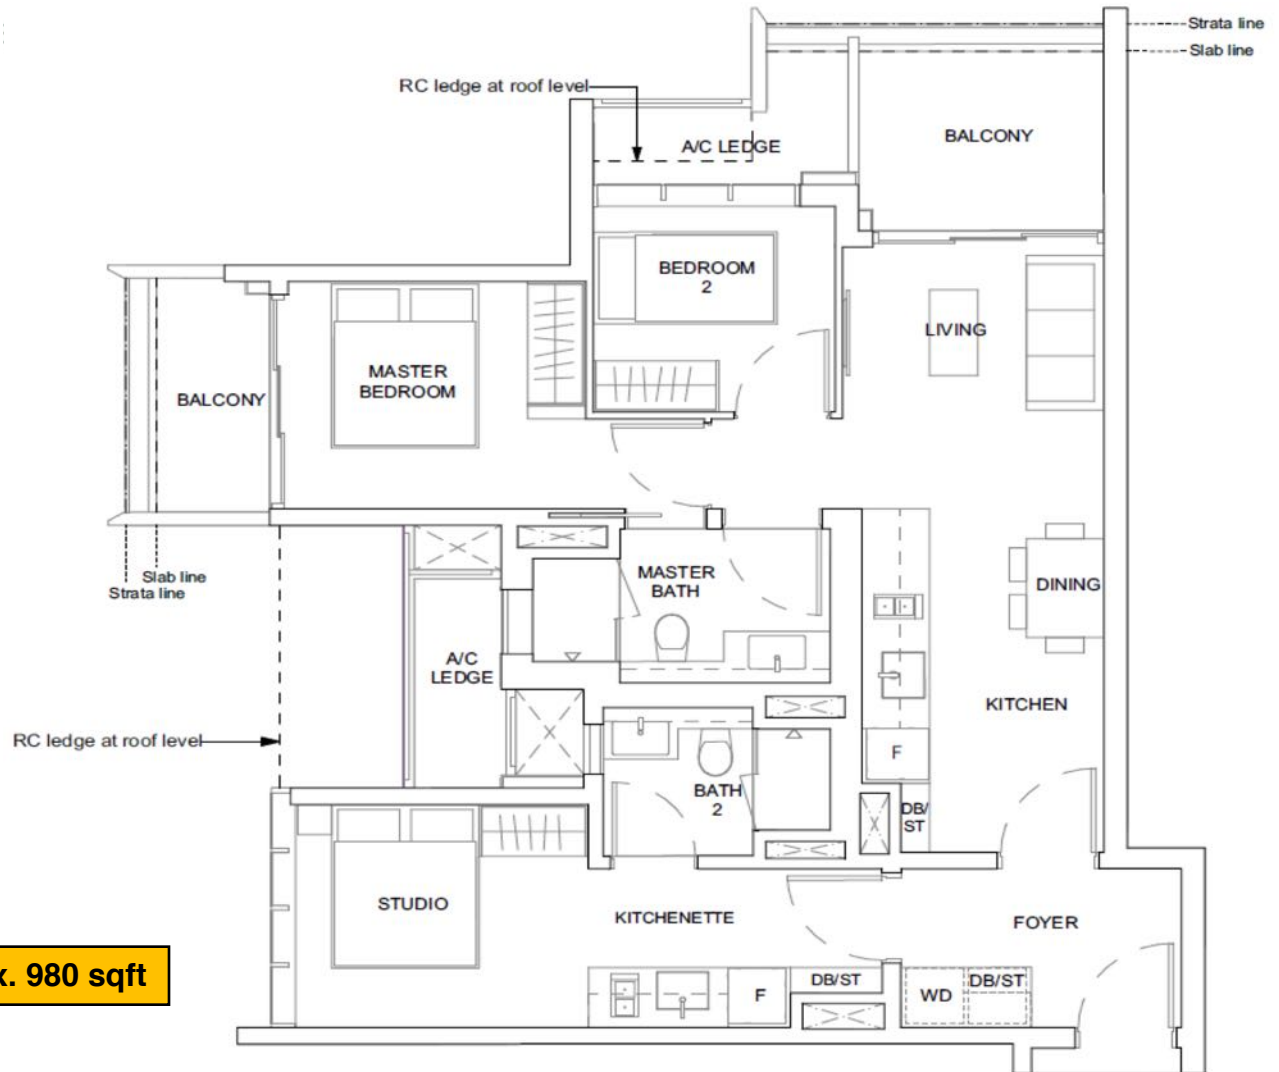 Strata line
Slab line
RC ledge at roof level
A/C LEDGE
BALCONY
BEDROOM
2
LIVING
MASTER
BEDROOM
BALCONY
Slab line
Strata line
MASTER
BATH
DINING
A/C
LEDGE
KITCHEN
RC ledge at roof level
F
BATH
2
DB/
ST
STUDIO
KITCHENETTE
FOYER
x. 980 sqft
F
DB/ST
WD
DB/ST